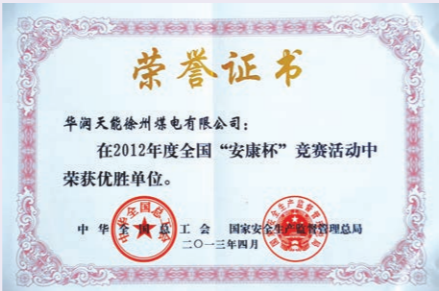 荣誉证书
华润天能徐州煤电有限公司：
在2012年度全国“安康杯”竞赛活动中
荣获优胜单位。
中华全国总工会 国家安全生产监督管理总局
二〇一三年四月